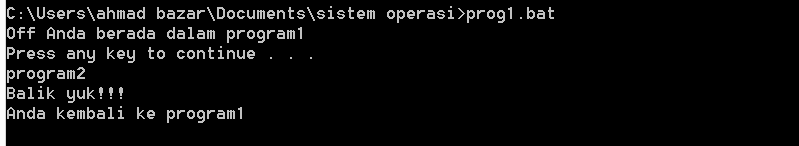 C:\Users\ahmad bazar\Documents\sistem operasi>prog1.bat
Off Anda berada dalam program1
Press any key to continue . . .
program2
Balik yuk!!!
Anda kembali ke program1